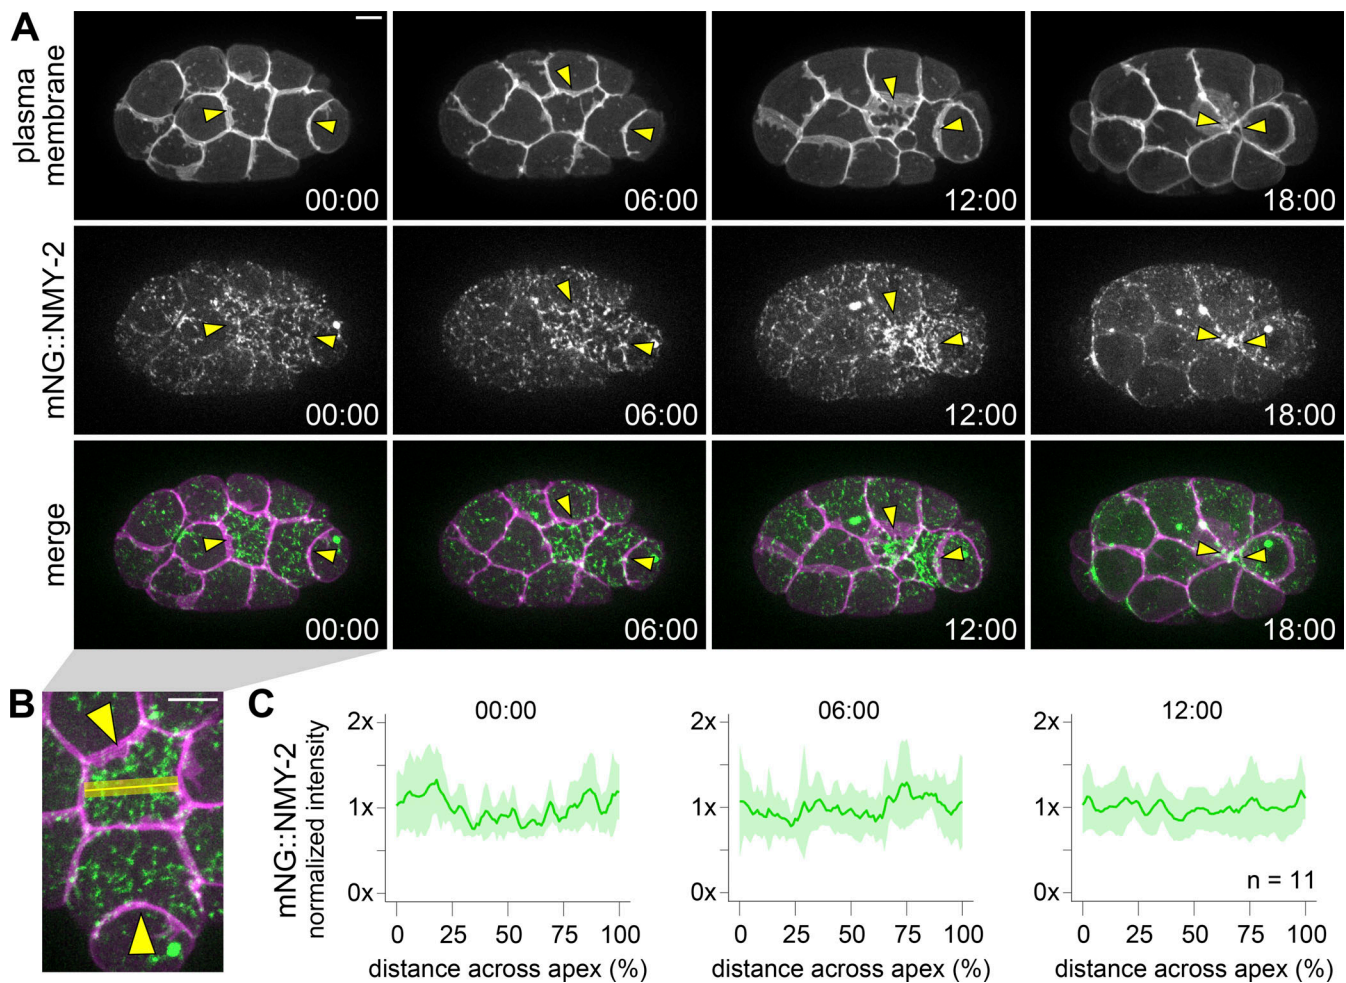 A
plasma
membrane
00:00
06:00
12:00
18:00
mNG::NMY-2
00:00
06:00
12:00
18:00
merge
00:00
06:00
12:00
18:00
B
C
mNG::NMY-2
normalized intensity
00:00
2x
1x
0x
0 25 50 75 100
distance across apex (%)
06:00
2x
1x
0x
0 25 50 75 100
distance across apex (%)
12:00
2x
1x
0x
n = 11
0 25 50 75 100
distance across apex (%)